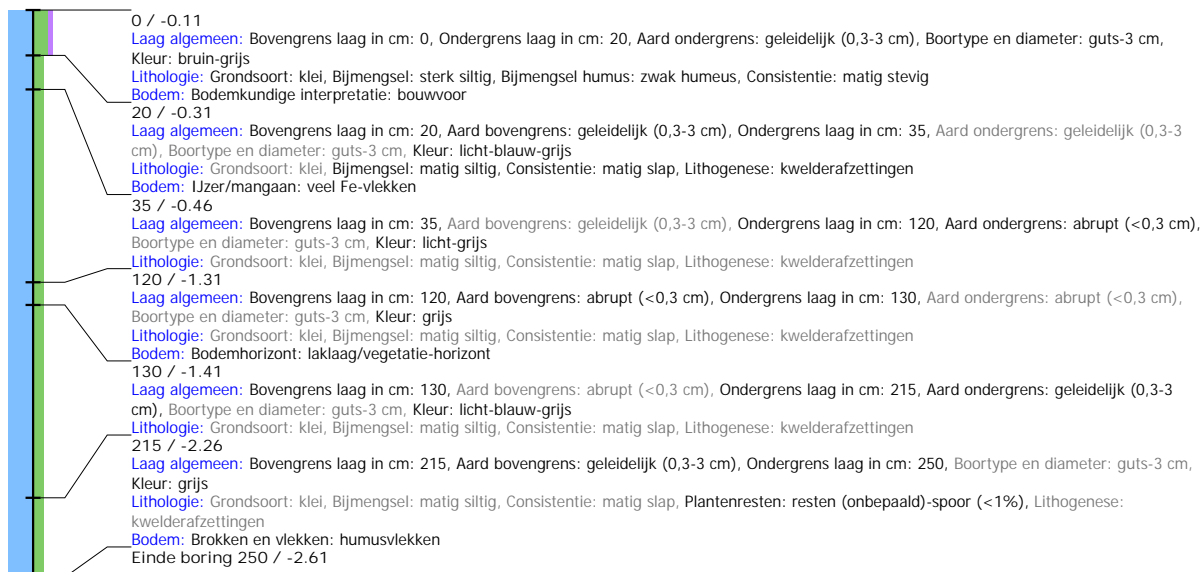 0 / -0.11
Laag algemeen: Bovengrens laag in cm: 0, Ondergrens laag in cm: 20, Aard ondergrens: geleidelijk (0,3-3 cm), Boortype en diameter: guts-3 cm,
Kleur: bruin-grijs
Lithologie: Grondsoort: klei, Bijmengsel: sterk siltig, Bijmengsel humus: zwak humeus, Consistentie: matig stevig
Bodem: Bodemkundige interpretatie: bouwvoor
20 / -0.31
Laag algemeen: Bovengrens laag in cm: 20, Aard bovengrens: geleidelijk (0,3-3 cm), Ondergrens laag in cm: 35, Aard ondergrens: geleidelijk (0,3-3
cm), Boortype en diameter: guts-3 cm, Kleur: licht-blauw-grijs
Lithologie: Grondsoort: klei, Bijmengsel: matig siltig, Consistentie: matig slap, Lithogenese: kwelderafzettingen
Bodem: IJzer/mangaan: veel Fe-vlekken
35 / -0.46
Laag algemeen: Bovengrens laag in cm: 35, Aard bovengrens: geleidelijk (0,3-3 cm), Ondergrens laag in cm: 120, Aard ondergrens: abrupt (<0,3 cm),
Boortype en diameter: guts-3 cm, Kleur: licht-grijs
Lithologie: Grondsoort: klei, Bijmengsel: matig siltig, Consistentie: matig slap, Lithogenese: kwelderafzettingen
120 / -1.31
Laag algemeen: Bovengrens laag in cm: 120, Aard bovengrens: abrupt (<0,3 cm), Ondergrens laag in cm: 130, Aard ondergrens: abrupt (<0,3 cm),
Boortype en diameter: guts-3 cm, Kleur: grijs
Lithologie: Grondsoort: klei, Bijmengsel: matig siltig, Consistentie: matig slap, Lithogenese: kwelderafzettingen
Bodem: Bodemhorizont: laklaag/vegetatie-horizont
130 / -1.41
Laag algemeen: Bovengrens laag in cm: 130, Aard bovengrens: abrupt (<0,3 cm), Ondergrens laag in cm: 215, Aard ondergrens: geleidelijk (0,3-3
cm), Boortype en diameter: guts-3 cm, Kleur: licht-blauw-grijs
Lithologie: Grondsoort: klei, Bijmengsel: matig siltig, Consistentie: matig slap, Lithogenese: kwelderafzettingen
215 / -2.26
Laag algemeen: Bovengrens laag in cm: 215, Aard bovengrens: geleidelijk (0,3-3 cm), Ondergrens laag in cm: 250, Boortype en diameter: guts-3 cm,
Kleur: grijs
Lithologie: Grondsoort: klei, Bijmengsel: matig siltig, Consistentie: matig slap, Plantenresten: resten (onbepaald)-spoor (<1%), Lithogenese:
kwelderafzettingen
Bodem: Brokken en vlekken: humusvlekken
Einde boring 250 / -2.61